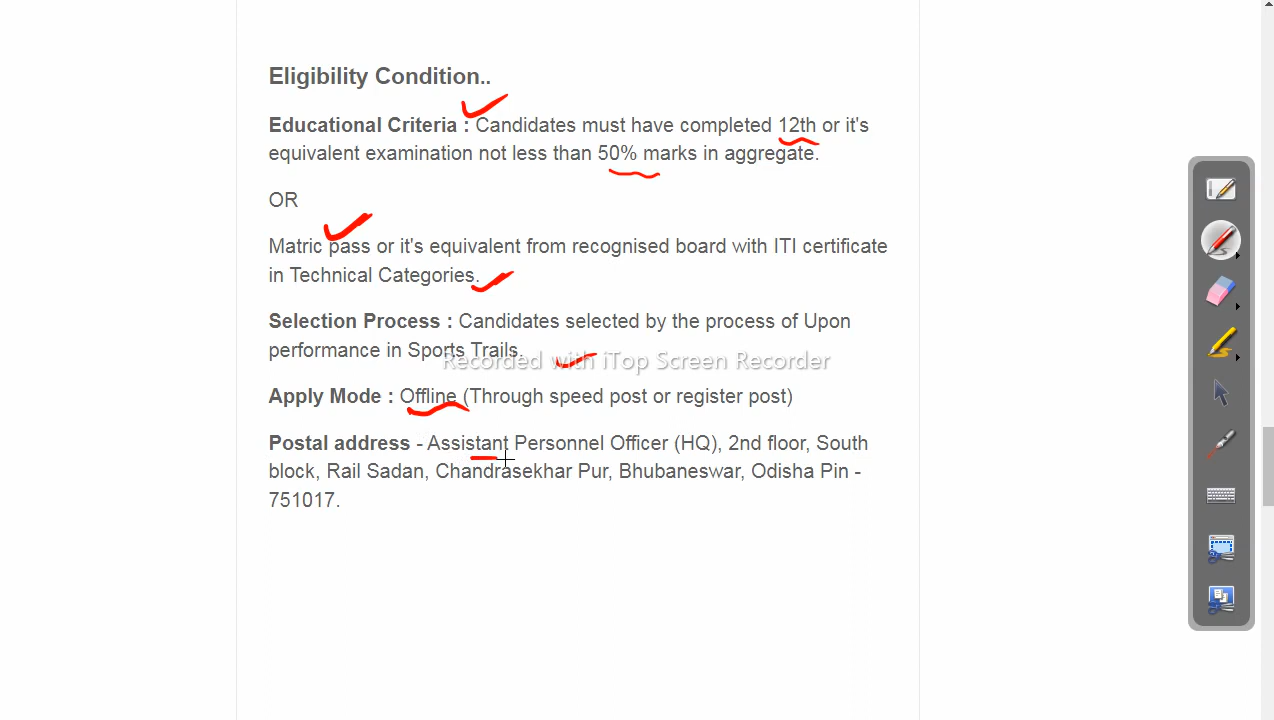 Eligibility Condition..
Educational Criteria : Candidates must have completed 12th or it's
equivalent examination not less than 50% marks in aggregate.
OR
Matric pass or it's equivalent from recognised board with ITI certificate
in Technical Categories.
Selection Process : Candidates selected by the process of Upon
performance in Sports Trails.
Recorded with iTop Screen Recorder
Apply Mode : Offline (Through speed post or register post)
Postal address - Assistant Personnel Officer (HQ), 2nd floor, South
block, Rail Sadan, Chandrasekhar Pur, Bhubaneswar, Odisha Pin -
751017.